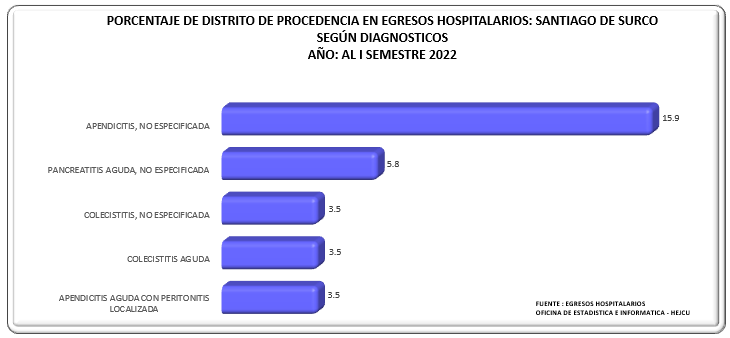 PORCENTAJE DE DISTRITO DE PROCEDENCIA EN EGRESOS HOSPITALARIOS: SANTIAGO DE SURCO
SEGÚN DIAGNOSTICOS
AÑO: AL I SEMESTRE 2022
APENDICITIS, NO ESPECIFICADA
15.9
PANCREATITIS AGUDA, NO ESPECIFICADA
5.8
COLECISTITIS, NO ESPECIFICADA
3.5
COLECISTITIS AGUDA
3.5
APENDICITIS AGUDA CON PERITONITIS
LOCALIZADA
3.5
FUENTE : EGRESOS HOSPITALARIOS
OFICINA DE ESTADISTICA E INFORMATICA - HEJCU